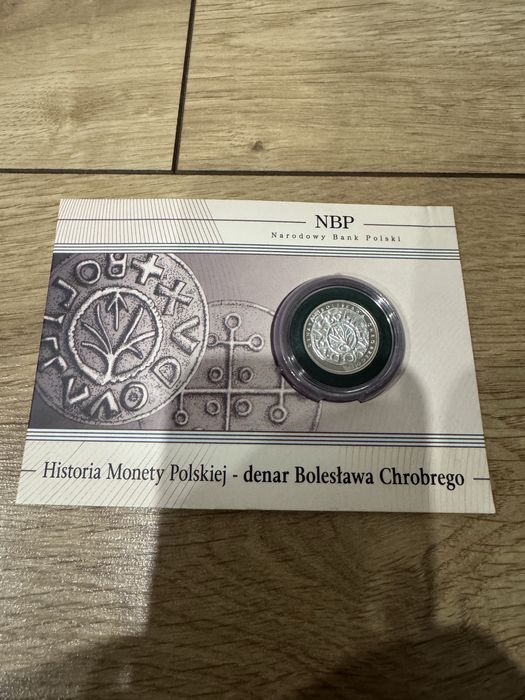 NBP
Narodowy Bank Polski
Historia Monety Polskiej - denar Bolesława Chrobrego